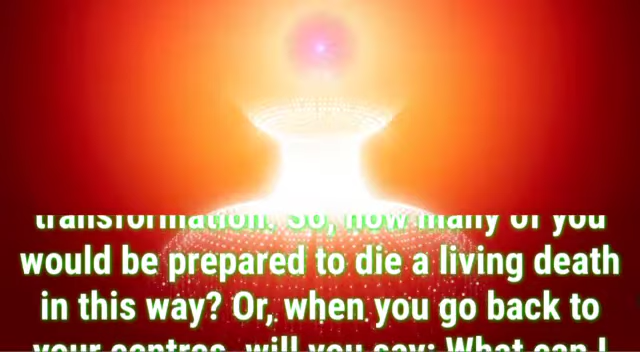 transformation. So, how many of you
would be prepared to die a living death
in this way? Or, when you go back to
your centres, will you say: What can I